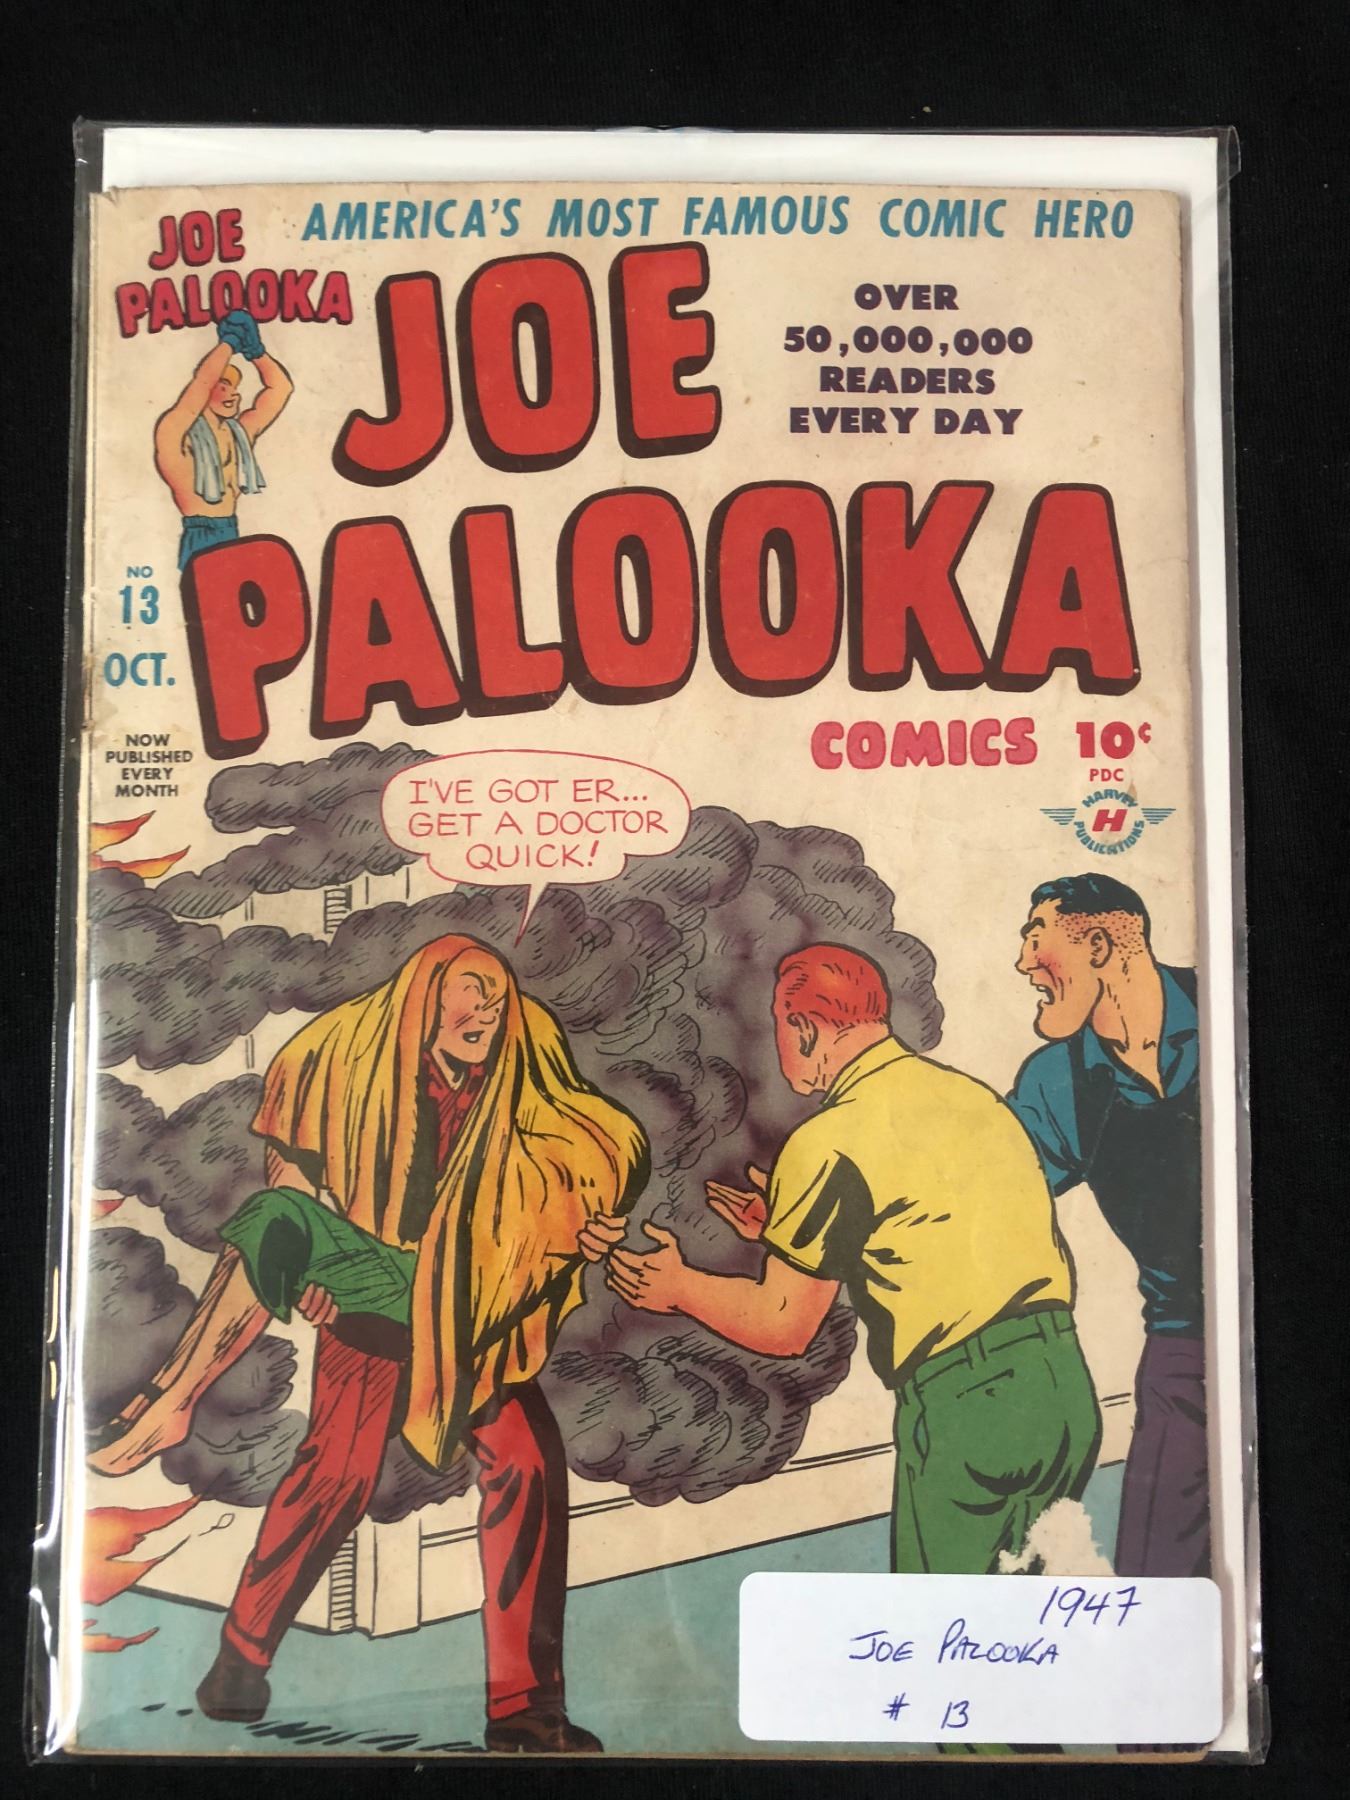 AMERICA'S MOST FAMOUS COMIC HERO
JOE
PALOOKA
JOE
PALOOKA
OVER
50,000,000
READERS
EVERY DAY
NO
13
OCT.
NOW
PUBLISHED
EVERY
MONTH
COMICS 10¢
PDC
HARVEY
H
PUBLICATIONS
I'VE GOT ER...
GET A DOCTOR
QUICK!
1947
JOE PALOOKA
# 13